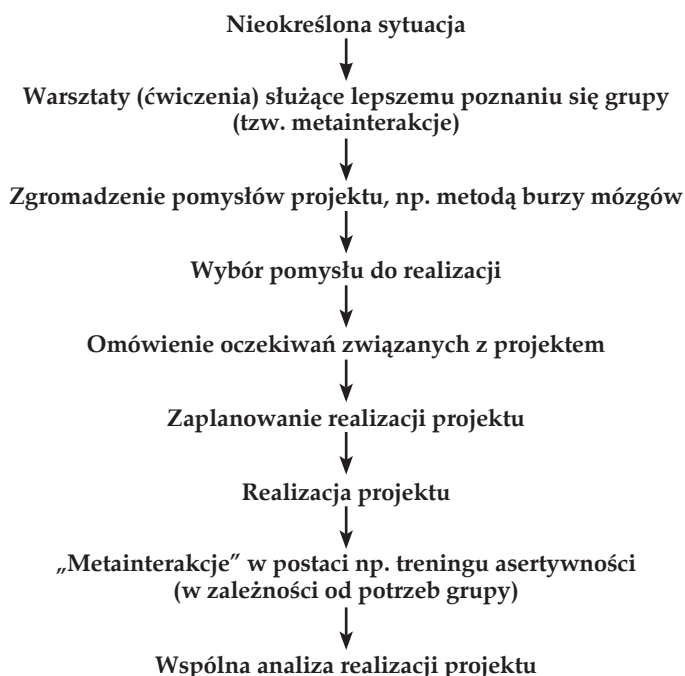 Nieokreślona sytuacja
Warsztaty (ćwiczenia) służące lepszemu poznaniu się grupy
(tzw. metainterakcje)
Zgromadzenie pomysłów projektu, np. metodą burzy mózgów
Wybór pomysłu do realizacji
Omówienie oczekiwań związanych z projektem
Zaplanowanie realizacji projektu
Realizacja projektu
„Metainterakcje” w postaci np. treningu asertywności
(w zależności od potrzeb grupy)
Wspólna analiza realizacji projektu